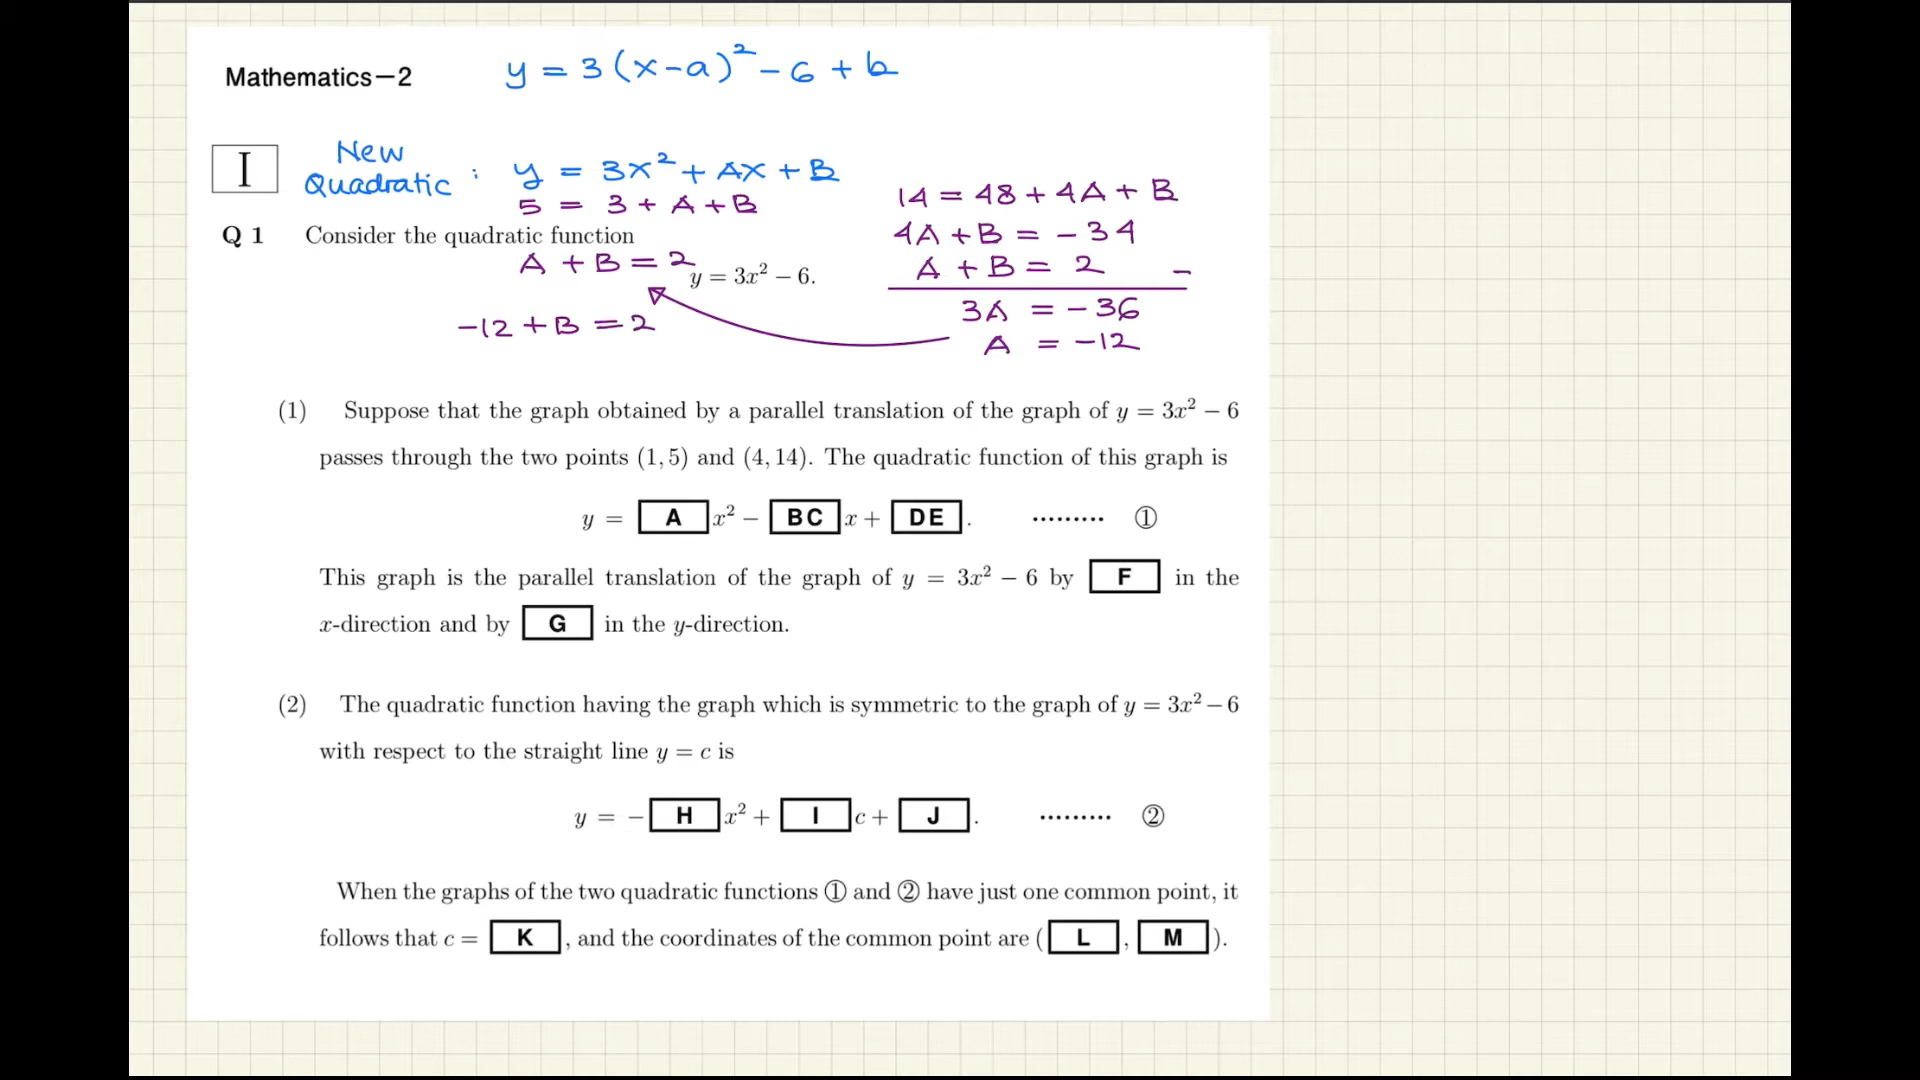 Mathematics−2
y = 3(x-a)² - 6 + b
I
New Quadratic : y = 3x² + Ax + B
5 = 3 + A + B
14 = 48 + 4A + B
4A + B = -34
Q 1 Consider the quadratic function
A + B = 2
A + B = 2 -
y = 3x² − 6.
3A = -36
-12 + B = 2
A = -12
(1) Suppose that the graph obtained by a parallel translation of the graph of y = 3x² − 6
passes through the two points (1, 5) and (4, 14). The quadratic function of this graph is
y = A x² − BC x + DE . ········· ①
This graph is the parallel translation of the graph of y = 3x² − 6 by F in the
x-direction and by G in the y-direction.
(2) The quadratic function having the graph which is symmetric to the graph of y = 3x² − 6
with respect to the straight line y = c is
y = − H x² + I c + J . ········· ②
When the graphs of the two quadratic functions ① and ② have just one common point, it
follows that c = K , and the coordinates of the common point are ( L , M ).